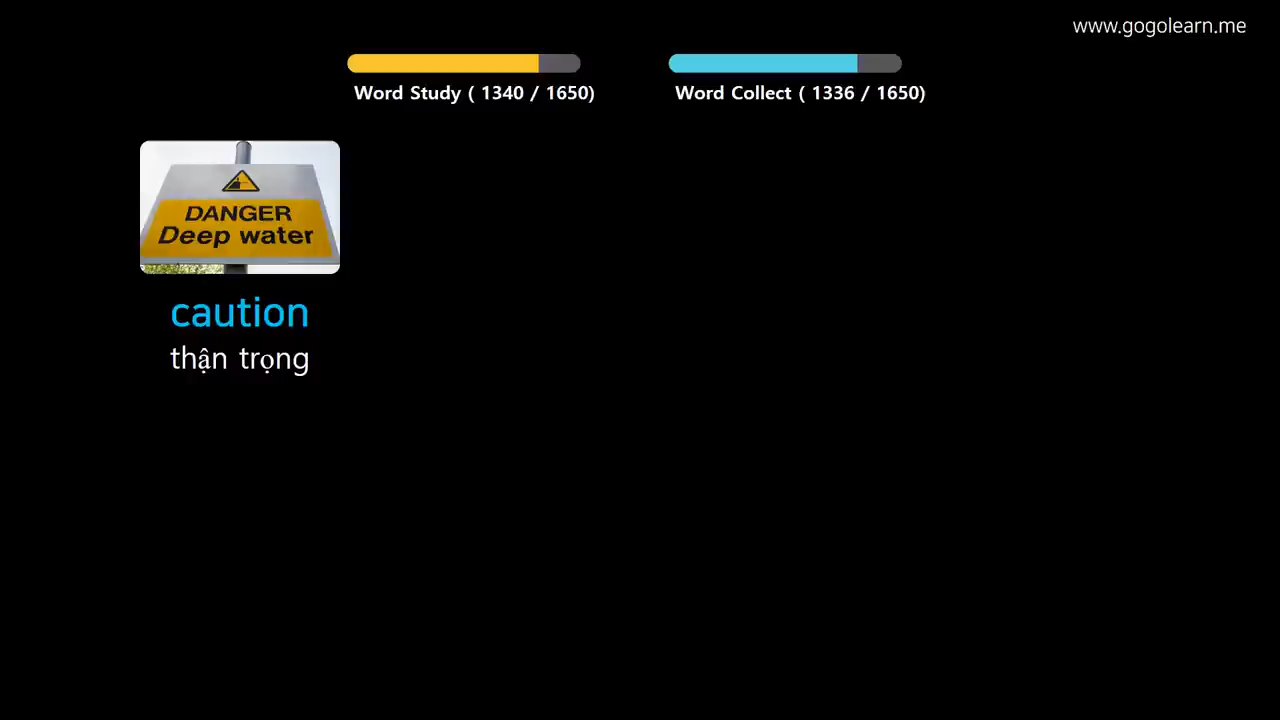 www.gogolearn.me
Word Study ( 1340 / 1650)
Word Collect ( 1336 / 1650)
DANGER
Deep water
caution
thận trọng